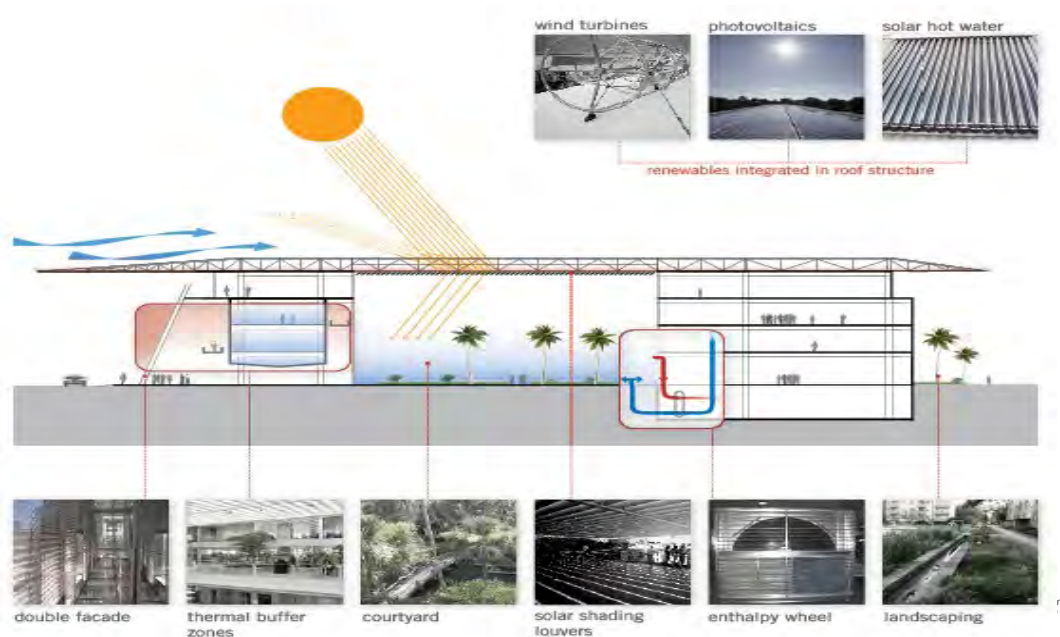 wind turbines
photovoltaics
solar hot water
renewables integrated in roof structure
double facade
thermal buffer
zones
courtyard
solar shading
louvers
enthalpy wheel
landscaping